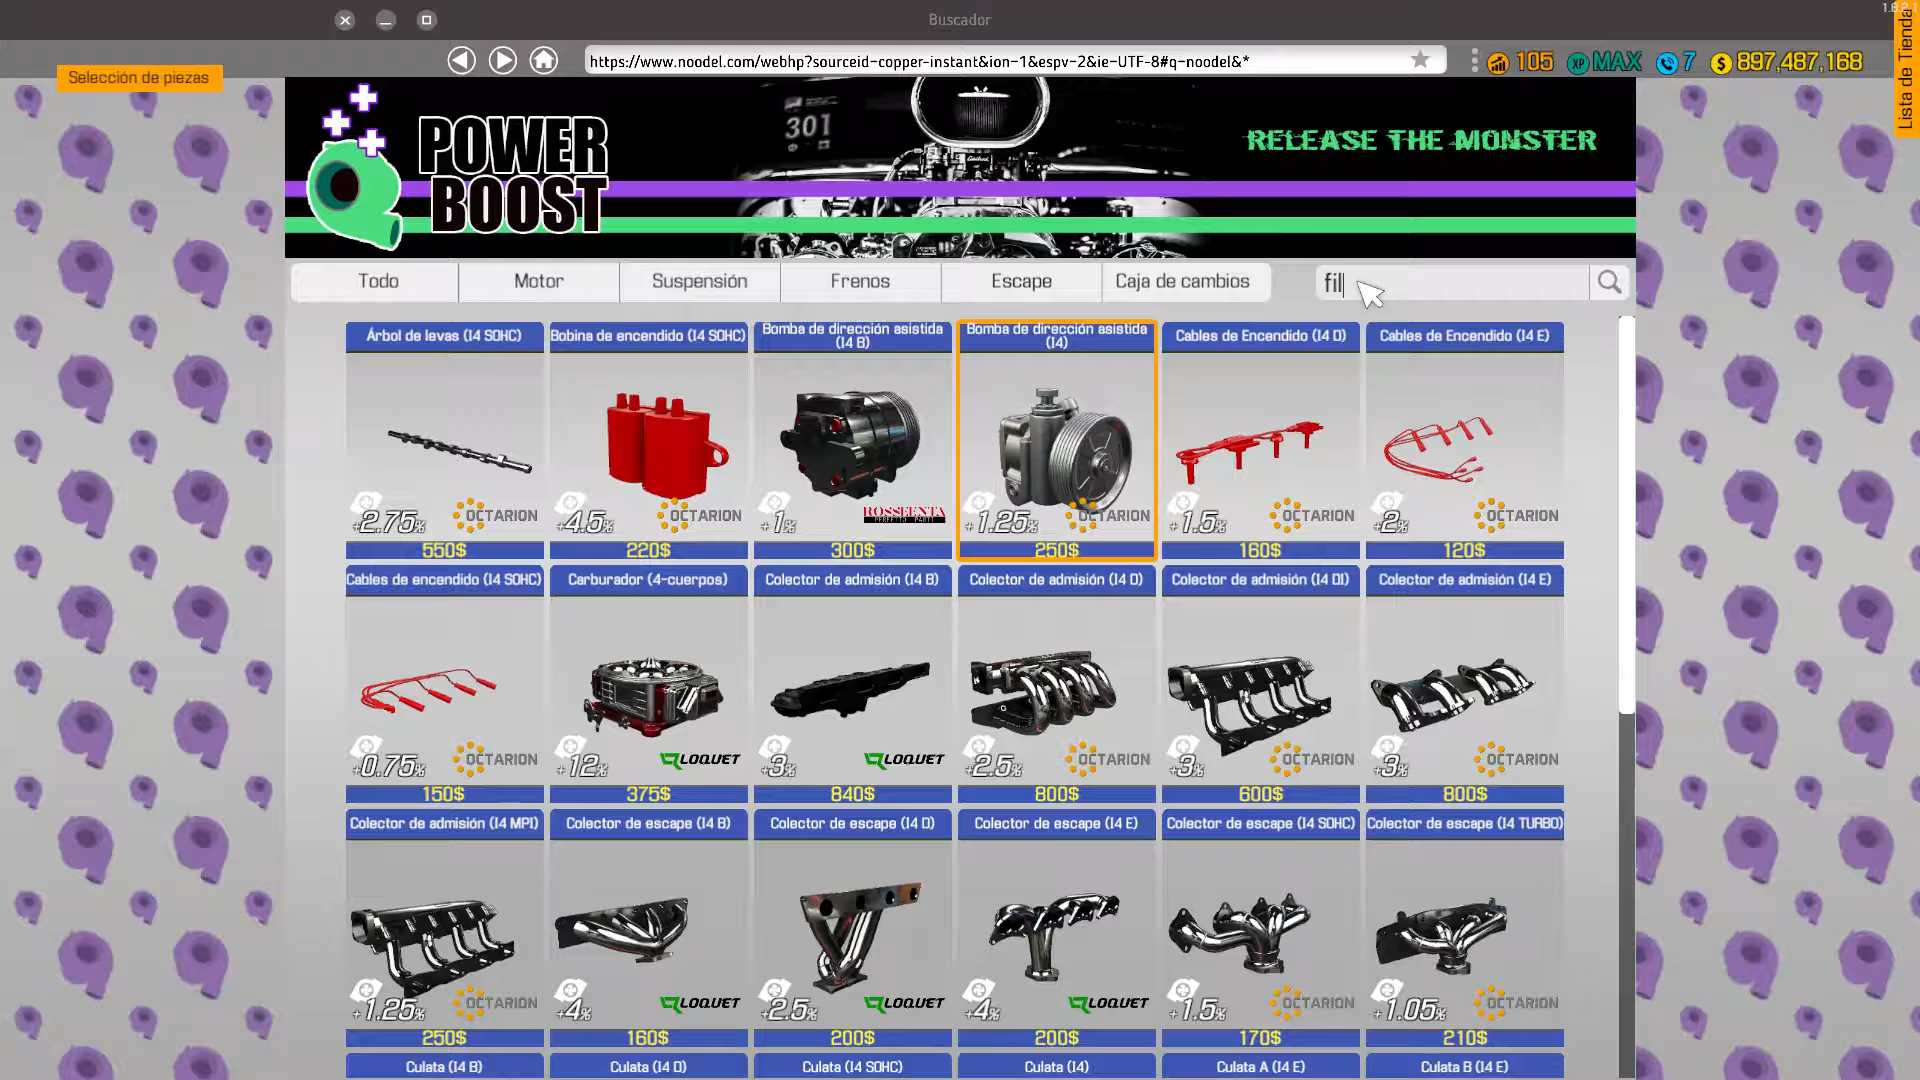 1.8.2.1
Buscador
https://www.noodel.com/webhp?sourceid-copper-instant&ion-1&espv-2&ie-UTF-8#q-noodel&*
105
XP MAX
7
$ 897,487,168
Selección de piezas
Lista de Tienda
POWER
BOOST
301
RELEASE THE MONSTER
Todo
Motor
Suspensión
Frenos
Escape
Caja de cambios
fil
Árbol de levas (I4 SOHC)
+2.75%
OCTARION
550$
Bobina de encendido (I4 SOHC)
+4.5%
OCTARION
220$
Bomba de dirección asistida
(I4 B)
+1%
ROSSEENTA
PERFETTO PARTI
300$
Bomba de dirección asistida
(I4)
+1.25%
OCTARION
250$
Cables de Encendido (I4 D)
+1.5%
OCTARION
160$
Cables de Encendido (I4 E)
+2%
OCTARION
120$
Cables de encendido (I4 SOHC)
+0.75%
OCTARION
150$
Carburador (4-cuerpos)
+12%
LOQUET
375$
Colector de admisión (I4 B)
+3%
LOQUET
840$
Colector de admisión (I4 D)
+2.5%
OCTARION
800$
Colector de admisión (I4 DI)
+3%
OCTARION
600$
Colector de admisión (I4 E)
+3%
OCTARION
800$
Colector de admisión (I4 MPI)
+1.25%
OCTARION
250$
Colector de escape (I4 B)
+4%
LOQUET
160$
Colector de escape (I4 D)
+2.5%
LOQUET
200$
Colector de escape (I4 E)
+4%
LOQUET
200$
Colector de escape (I4 SOHC)
+1.5%
OCTARION
170$
Colector de escape (I4 TURBO)
+1.05%
OCTARION
210$
Culata (I4 B)
Culata (I4 D)
Culata (I4 SOHC)
Culata (I4)
Culata A (I4 E)
Culata B (I4 E)